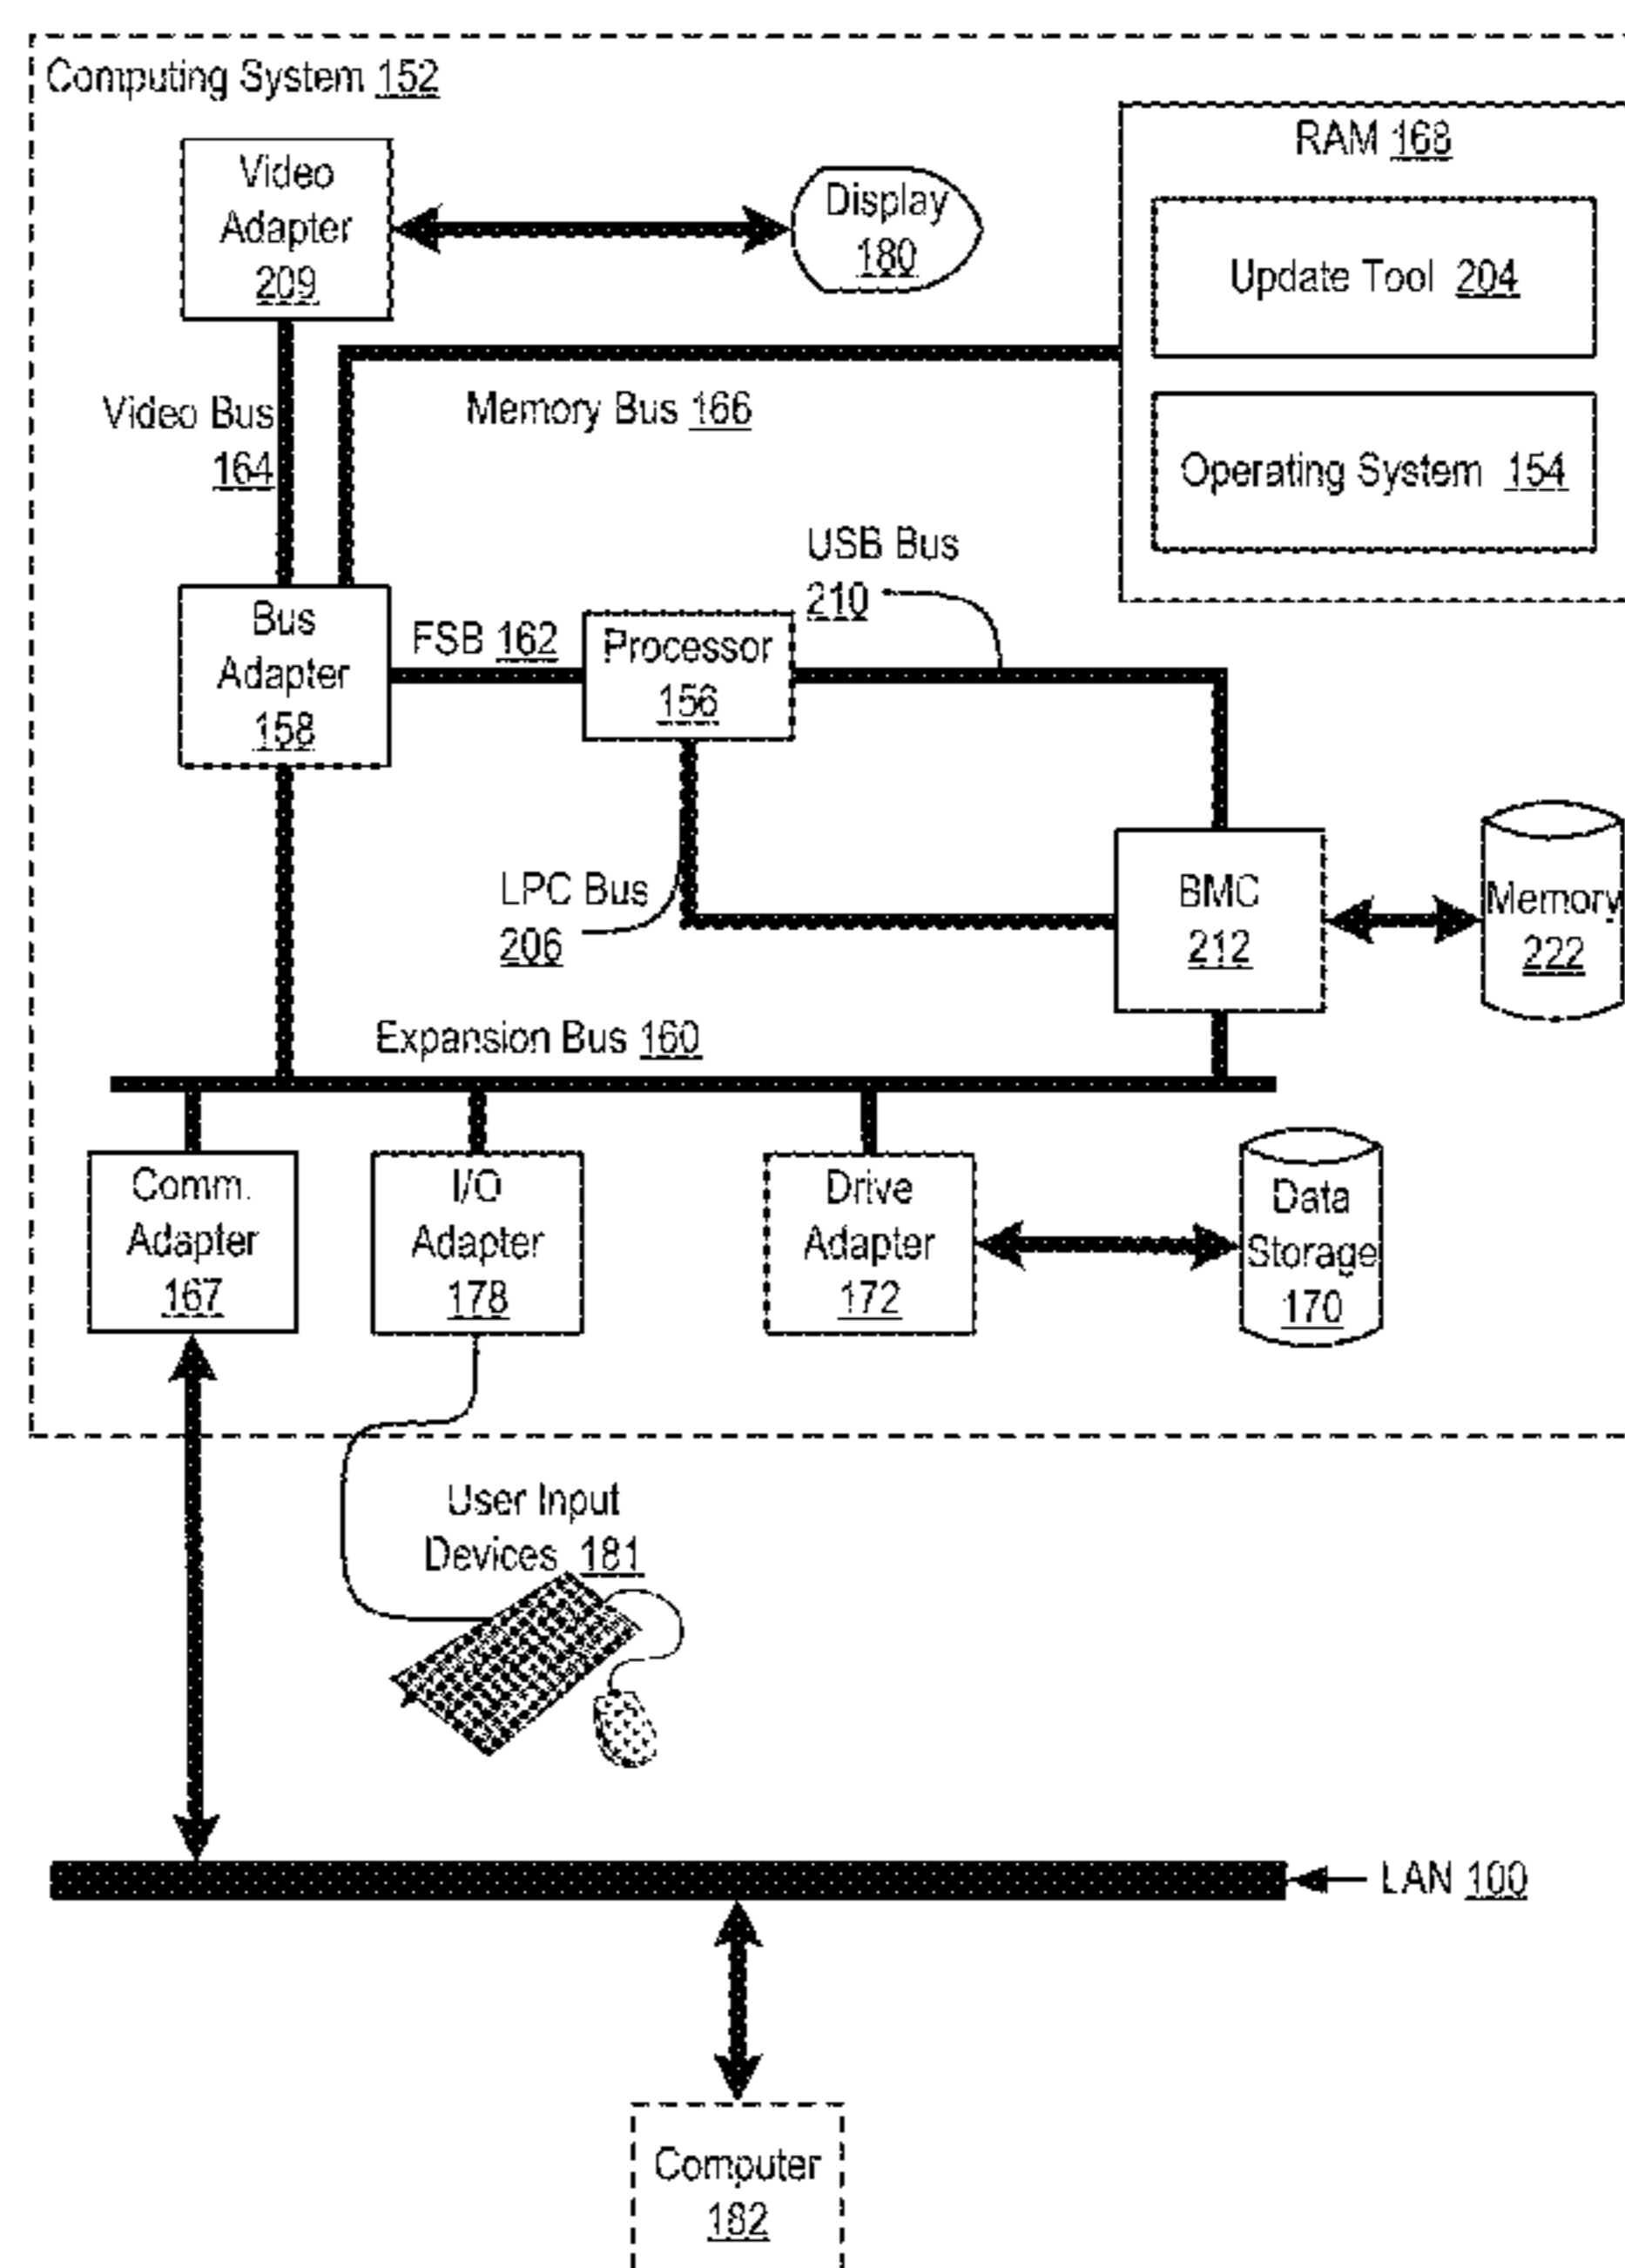 Computing System 152
Video
Adapter
209
Display
180
RAM 168
Update Tool 204
Operating System 154
Video Bus
164
Memory Bus 166
USB Bus
210
Bus
Adapter
158
FSB 162
Processor
156
LPC Bus
206
BMC
212
Memory
222
Expansion Bus 160
Comm.
Adapter
167
I/O
Adapter
178
Drive
Adapter
172
Data
Storage
170
User Input
Devices 181
LAN 100
Computer
182